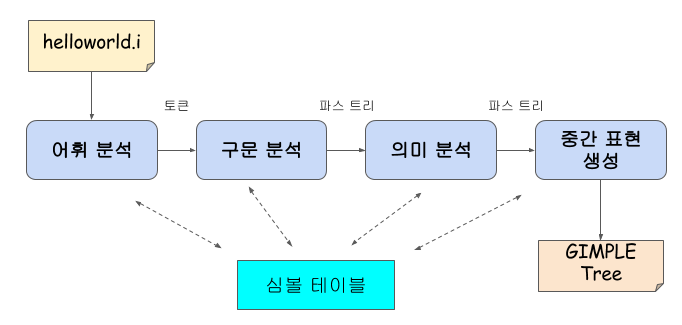 helloworld.i
토큰
파스 트리
파스 트리
어휘 분석
구문 분석
의미 분석
중간 표현
생성
심볼 테이블
GIMPLE
Tree